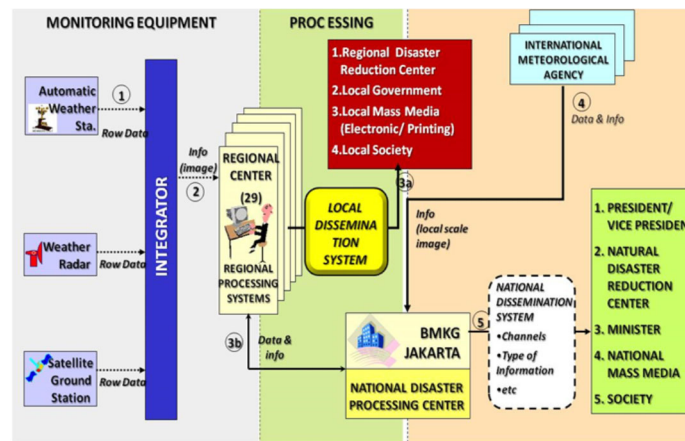 MONITORING EQUIPMENT
PROCESSING
Automatic
Weather
Sta.
1
Row Data
Weather
Radar
Row Data
Satellite
Ground
Station
Row Data
INTEGRATOR
Info
(image)
2
REGIONAL
CENTER
(29)
REGIONAL
PROCESSING
SYSTEMS
LOCAL
DISSEMINA
TION
SYSTEM
1.Regional Disaster
Reduction Center
2.Local Government
3.Local Mass Media
(Electronic/ Printing)
4.Local Society
3a
Info
(local scale
image)
3b
Data &
info
INTERNATIONAL
METEOROLOGICAL
AGENCY
4
Data & Info
BMKG
JAKARTA
NATIONAL DISASTER
PROCESSING CENTER
5
NATIONAL
DISSEMINATION
SYSTEM
•Channels
•Type of
Information
•etc
1. PRESIDENT/
VICE PRESIDEN
2. NATURAL
DISASTER
REDUCTION
CENTER
3. MINISTER
4. NATIONAL
MASS MEDIA
5. SOCIETY